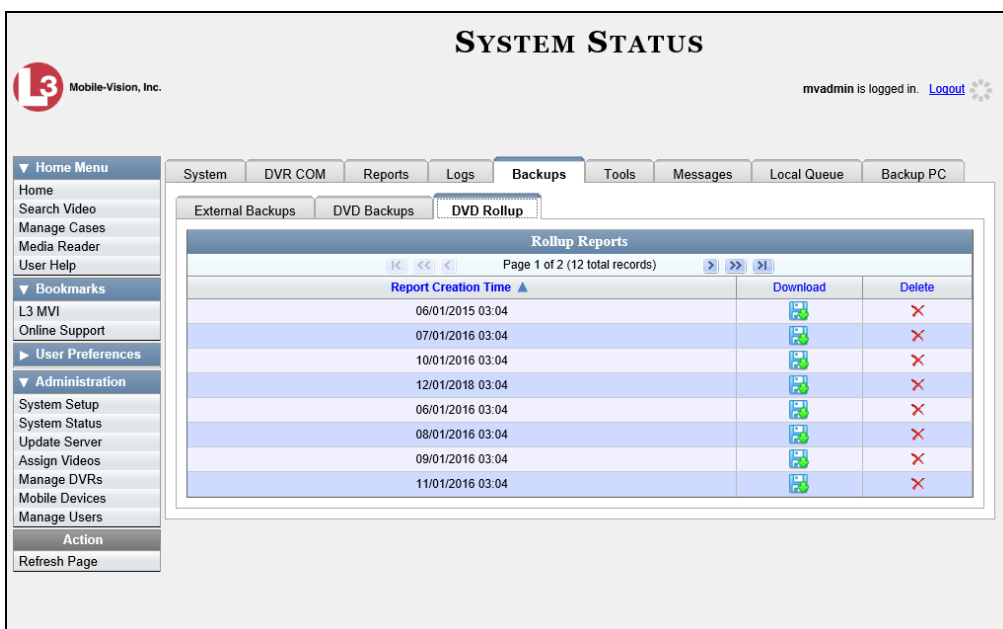 SYSTEM STATUS
L3 Mobile-Vision, Inc.
mvadmin is logged in. Logout
▼ Home Menu
Home
Search Video
Manage Cases
Media Reader
User Help
▼ Bookmarks
L3 MVI
Online Support
▶ User Preferences
▼ Administration
System Setup
System Status
Update Server
Assign Videos
Manage DVRs
Mobile Devices
Manage Users
Action
Refresh Page
System DVR COM Reports Logs Backups Tools Messages Local Queue Backup PC
External Backups DVD Backups DVD Rollup
Rollup Reports
Page 1 of 2 (12 total records)
Report Creation Time ▲ Download Delete
06/01/2015 03:04
07/01/2016 03:04
10/01/2016 03:04
12/01/2018 03:04
06/01/2016 03:04
08/01/2016 03:04
09/01/2016 03:04
11/01/2016 03:04